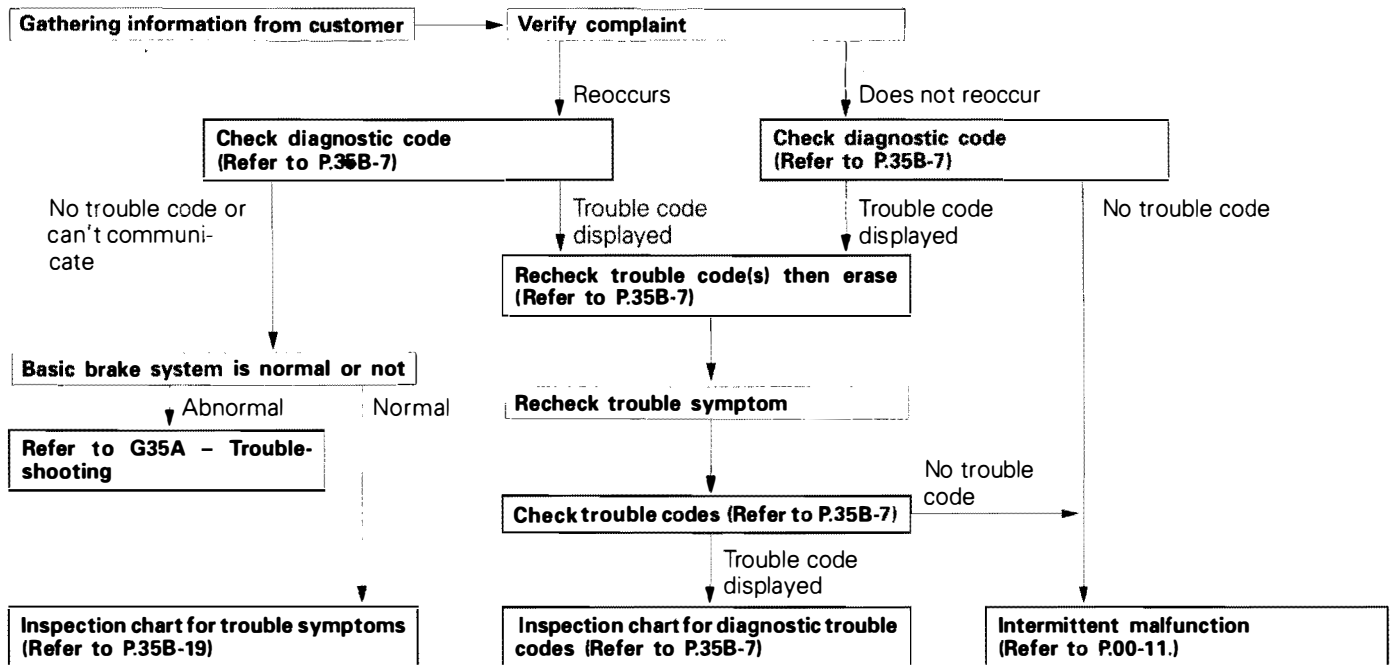 Gathering information from customer
Verify complaint
Reoccurs
Does not reoccur
Check diagnostic code
(Refer to P.35B-7)
Check diagnostic code
(Refer to P.35B-7)
No trouble code or
can't communi-
cate
Trouble code
displayed
Trouble code
displayed
No trouble code
Recheck trouble code(s) then erase
(Refer to P.35B-7)
Basic brake system is normal or not
Abnormal
Normal
Recheck trouble symptom
Refer to G35A – Trouble-
shooting
No trouble
code
Check trouble codes (Refer to P.35B-7)
Trouble code
displayed
Inspection chart for trouble symptoms
(Refer to P.35B-19)
Inspection chart for diagnostic trouble
codes (Refer to P.35B-7)
Intermittent malfunction
(Refer to P.00-11.)